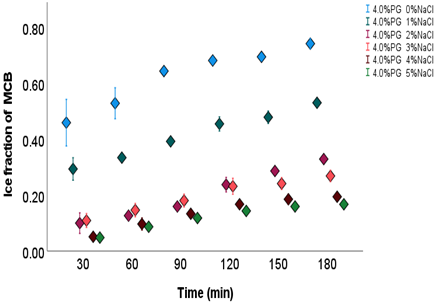 0.80
0.60
0.40
0.20
0.00
Ice fraction of MCB
30 60 90 120 150 180
Time (min)
4.0%PG 0%NaCl
4.0%PG 1%NaCl
4.0%PG 2%NaCl
4.0%PG 3%NaCl
4.0%PG 4%NaCl
4.0%PG 5%NaCl